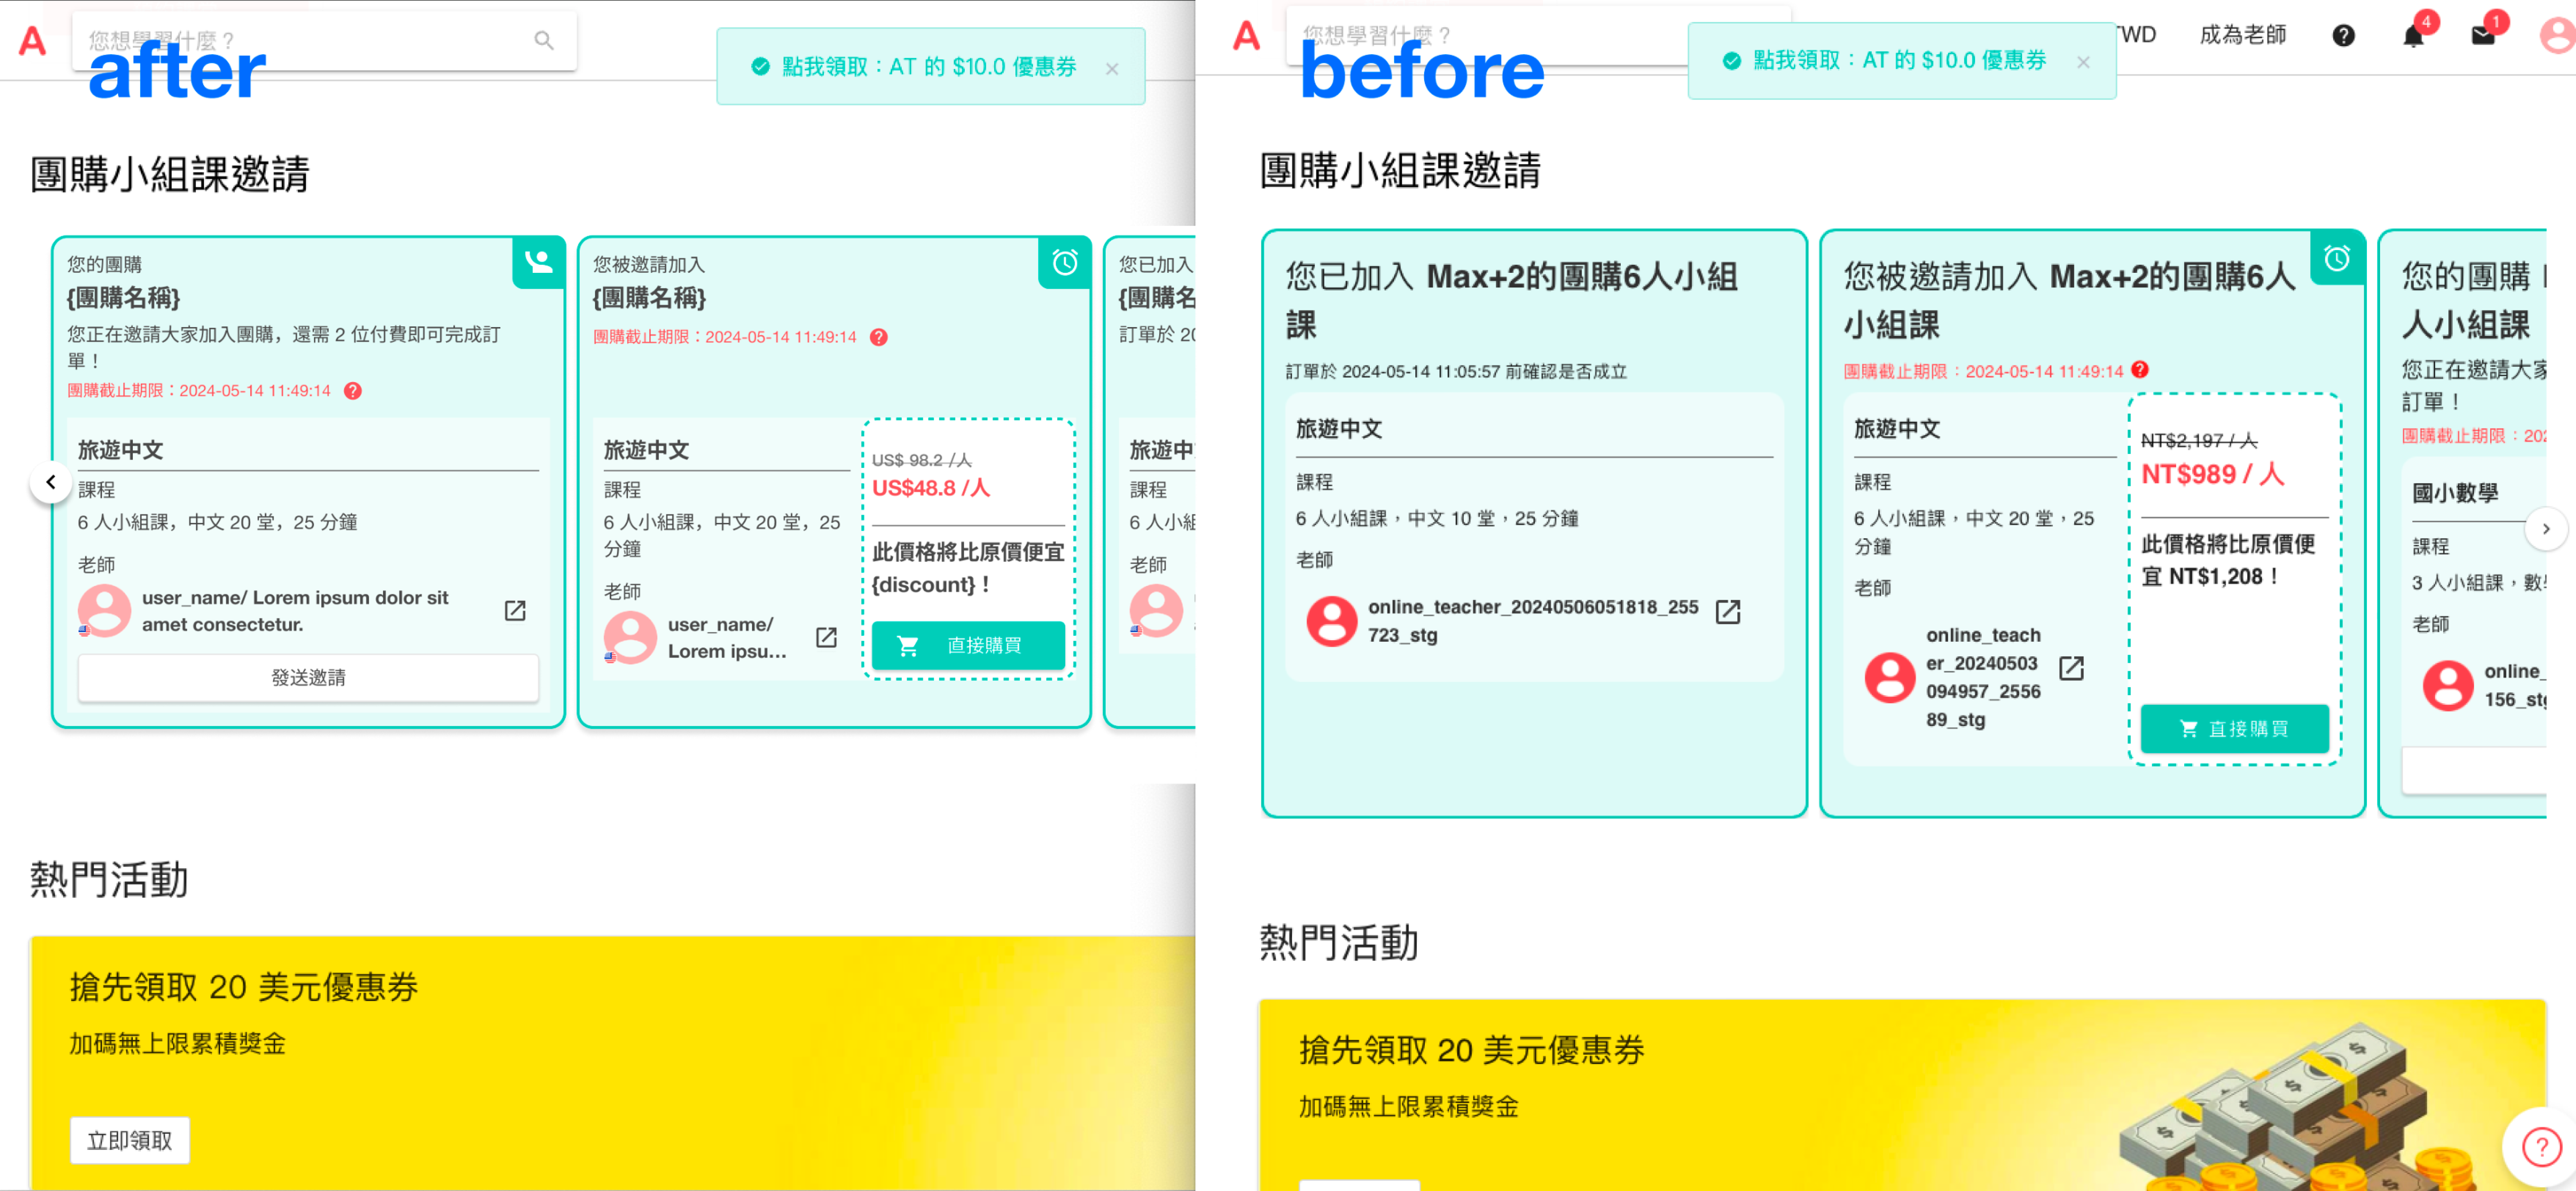 A
您想學習什麼？
after
點我領取：AT 的 $10.0 優惠券
團購小組課邀請
您的團購
{團購名稱}
您正在邀請大家加入團購，還需 2 位付費即可完成訂
單！
團購截止期限：2024-05-14 11:49:14
旅遊中文
課程
6 人小組課，中文 20 堂，25 分鐘
老師
user_name/ Lorem ipsum dolor sit
amet consectetur.
發送邀請
您被邀請加入
{團購名稱}
團購截止期限：2024-05-14 11:49:14
旅遊中文
課程
6 人小組課，中文 20 堂，25
分鐘
老師
user_name/
Lorem ipsu...
US$ 98.2 /人
US$48.8 /人
此價格將比原價便宜
{discount}！
直接購買
您已加入
{團購名
訂單於 20
旅遊中
課程
6 人小組
老師
熱門活動
搶先領取 20 美元優惠券
加碼無上限累積獎金
立即領取
A
您想學習什麼？
before
點我領取：AT 的 $10.0 優惠券
TWD
成為老師
4
1
團購小組課邀請
您已加入 Max+2的團購6人小組
課
訂單於 2024-05-14 11:05:57 前確認是否成立
旅遊中文
課程
6 人小組課，中文 10 堂，25 分鐘
老師
online_teacher_20240506051818_255
723_stg
您被邀請加入 Max+2的團購6人
小組課
團購截止期限：2024-05-14 11:49:14
旅遊中文
課程
6 人小組課，中文 20 堂，25
分鐘
老師
online_teach
er_20240503
094957_2556
89_stg
NT$2,197 / 人
NT$989 / 人
此價格將比原價便
宜 NT$1,208！
直接購買
您的團購
人小組課
您正在邀請大家
訂單！
團購截止期限：202
國小數學
課程
3 人小組課，數
老師
online_
156_stg
熱門活動
搶先領取 20 美元優惠券
加碼無上限累積獎金